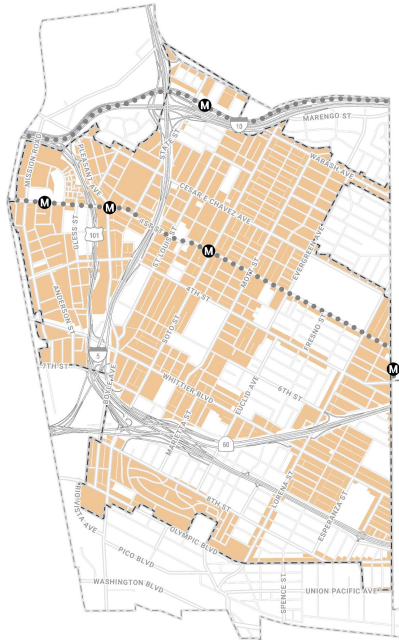 M
10
MARENGO ST
MISSION ROAD
PLEASANT AVE
STATE ST
WABASH AVE
CESAR E CHAVEZ AVE
M
M
GLESS ST
101
1ST ST
ST LOUIS ST
M
MOTT ST
EVERGREEN AVE
4TH ST
ANDERSON ST
SOTO ST
FRESNO ST
5
7TH ST
BOYLE AVE
WHITTIER BLVD
EUCLID AVE
6TH ST
M
MARIETTA ST
60
LORENA ST
ESPERANZA ST
8TH ST
RIO VISTA AVE
OLYMPIC BLVD
PICO BLVD
WASHINGTON BLVD
SPENCE ST
UNION PACIFIC AVE